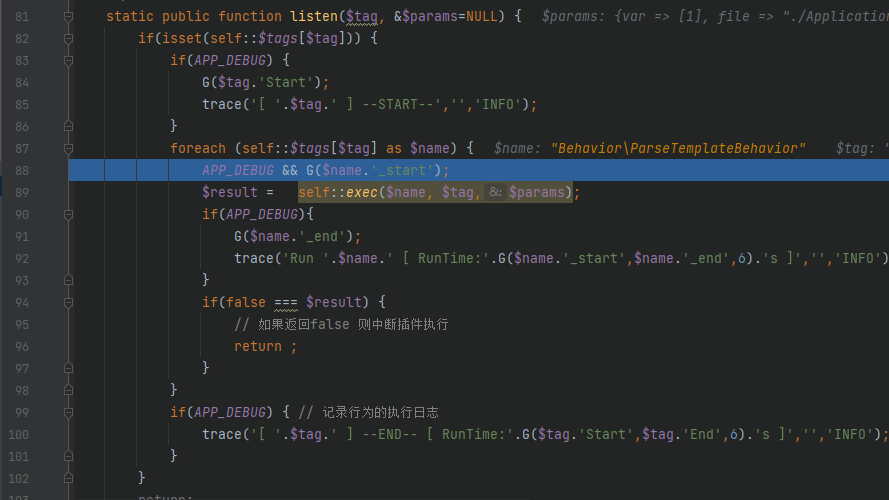 81 static public function listen($tag, &$params=NULL) { $params: {var => [1], file => "./Application
82 if(isset(self::$tags[$tag])) {
83 if(APP_DEBUG) {
84 G($tag.'Start');
85 trace('[ '.$tag.' ] --START--','','INFO');
86 }
87 foreach (self::$tags[$tag] as $name) { $name: "Behavior\ParseTemplateBehavior" $tag: '
88 APP_DEBUG && G($name.'_start');
89 $result = self::exec($name, $tag, &: $params);
90 if(APP_DEBUG){
91 G($name.'_end');
92 trace('Run '.$name.' [ RunTime:'.G($name.'_start',$name.'_end',6).'s ]','','INFO')
93 }
94 if(false === $result) {
95 // 如果返回false 则中断插件执行
96 return ;
97 }
98 }
99 if(APP_DEBUG) { // 记录行为的执行日志
100 trace('[ '.$tag.' ] --END-- [ RunTime:'.G($tag.'Start',$tag.'End',6).'s ]','','INFO');
101 }
102 }
103 return;